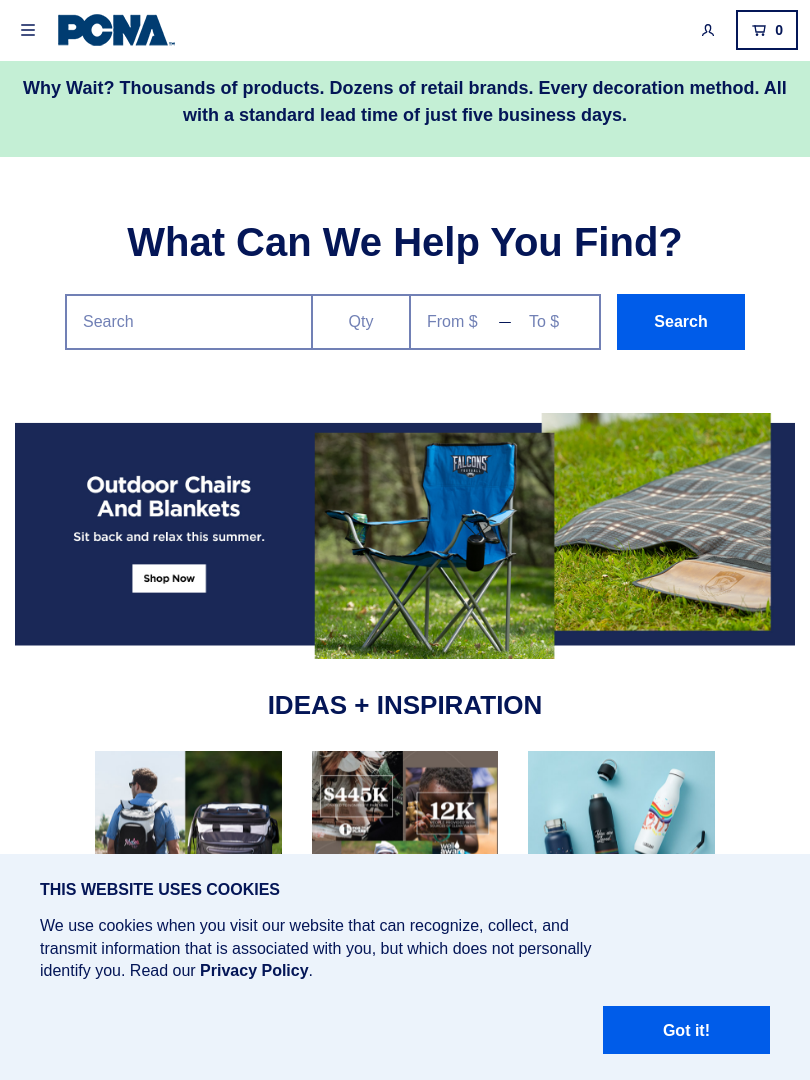 PCNA
0
Why Wait? Thousands of products. Dozens of retail brands. Every decoration method. All
with a standard lead time of just five business days.
What Can We Help You Find?
Search
Qty
From $
—
To $
Search
Outdoor Chairs
And Blankets
Sit back and relax this summer.
Shop Now
FALCONS
IDEAS + INSPIRATION
$445K
12K
well
aware
THIS WEBSITE USES COOKIES
We use cookies when you visit our website that can recognize, collect, and
transmit information that is associated with you, but which does not personally
identify you. Read our Privacy Policy.
Got it!